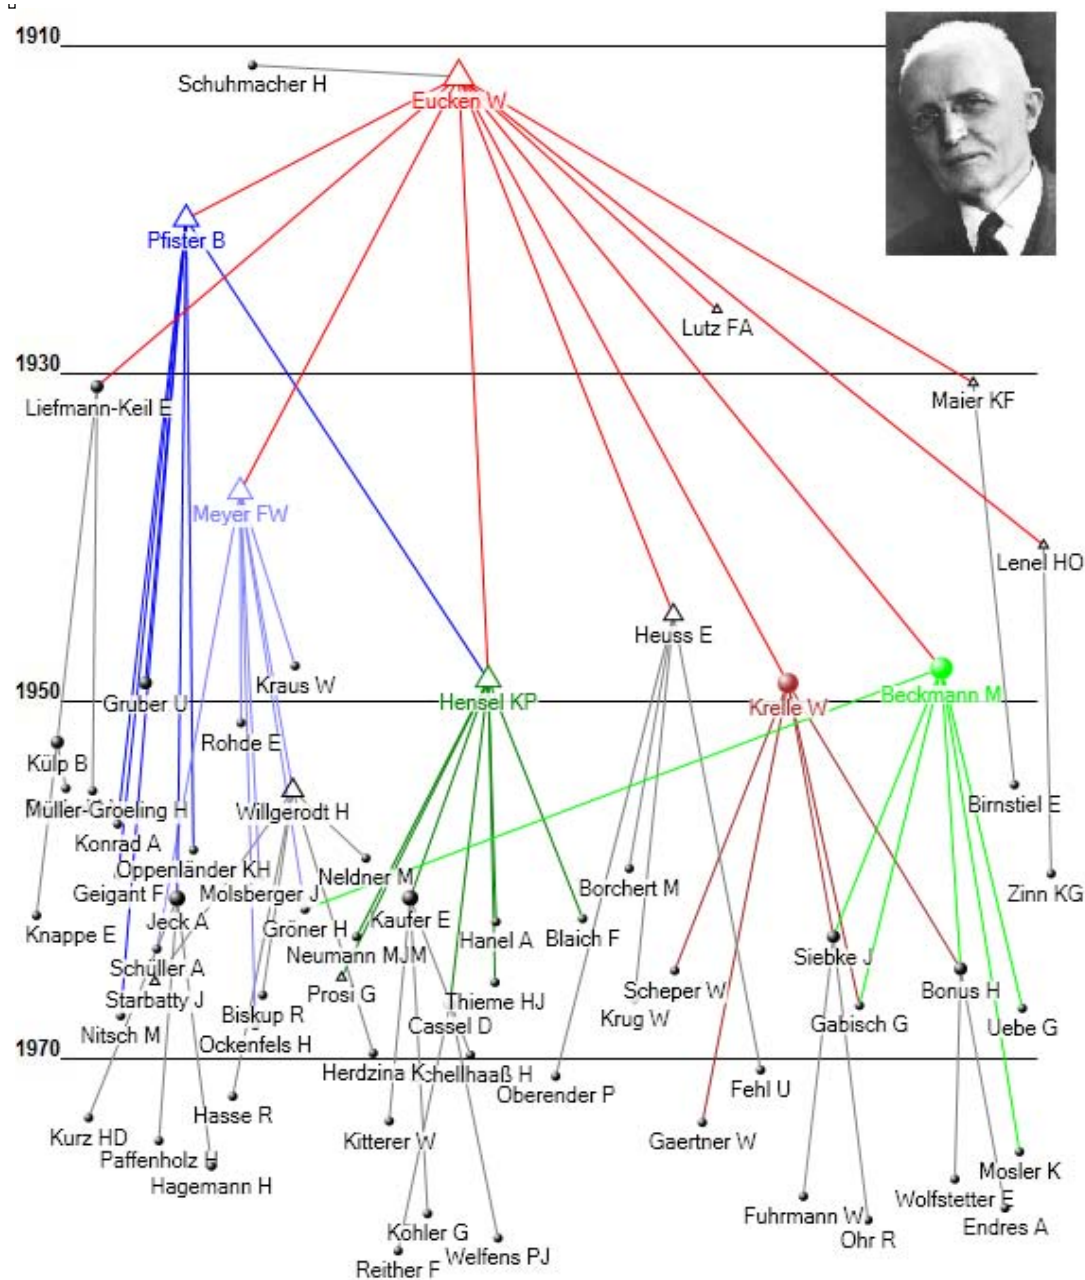 1910
Schuhmacher H
Eucken W
Pfister B
Lutz FA
1930
Liefmann-Keil E
Maier KF
Meyer FW
Lenel HO
Heuss E
Kraus W
Gruber U
1950
Hensel KP
Krelle W
Beckmann M
Rohde E
Külp B
Müller-Groeling H
Willgerodt H
Birnstiel E
Konrad A
Oppenländer KH
Neldner M
Geigant F
Molsberger J
Borchert M
Zinn KG
Jeck A
Kaufer E
Knappe E
Gröner H
Hanel A
Blaich F
Neumann MJM
Siebke J
Schüller A
Starbatty J
Prosi G
Thieme HJ
Scheper W
Bonus H
Nitsch M
Biskup R
Cassel D
Krug W
Gabisch G
Uebe G
Ockenfels H
1970
Herdzina K
chellhaaß H
Oberender P
Fehl U
Hasse R
Kurz HD
Kitterer W
Gaertner W
Paffenholz H
Hagemann H
Mosler K
Wolfstetter E
Fuhrmann W
Endres A
Köhler G
Ohr R
Reither F
Welfens PJ